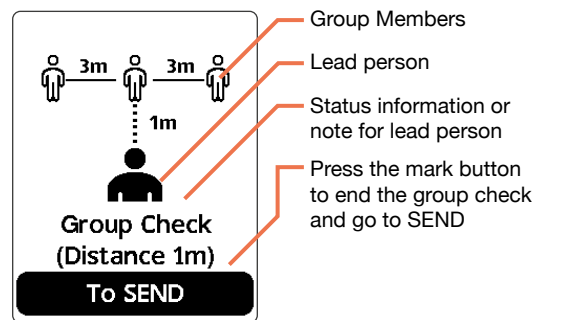 3m 3m
1m
Group Check
(Distance 1m)
To SEND
Group Members
Lead person
Status information or
note for lead person
Press the mark button
to end the group check
and go to SEND